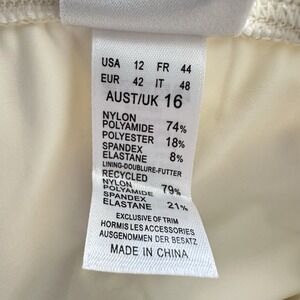 USA 12 FR 44
EUR 42 IT 48
AUST/UK 16
NYLON
POLYAMIDE 74%
POLYESTER 18%
SPANDEX
ELASTANE 8%
LINING-DOUBLURE-FUTTER
RECYCLED
NYLON 79%
POLYAMIDE
SPANDEX
ELASTANE 21%
EXCLUSIVE OF TRIM
HORMIS LES ACCESSORIES
AUSGENOMMEN DER BESATZ
MADE IN CHINA